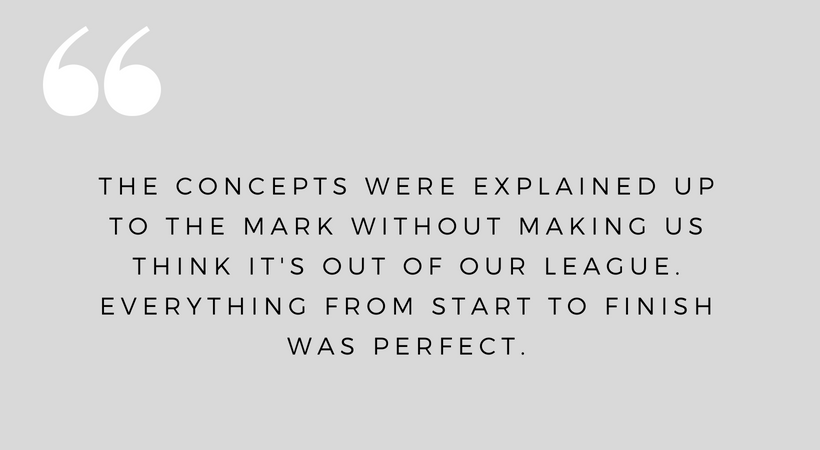 “
THE CONCEPTS WERE EXPLAINED UP
TO THE MARK WITHOUT MAKING US
THINK IT'S OUT OF OUR LEAGUE.
EVERYTHING FROM START TO FINISH
WAS PERFECT.